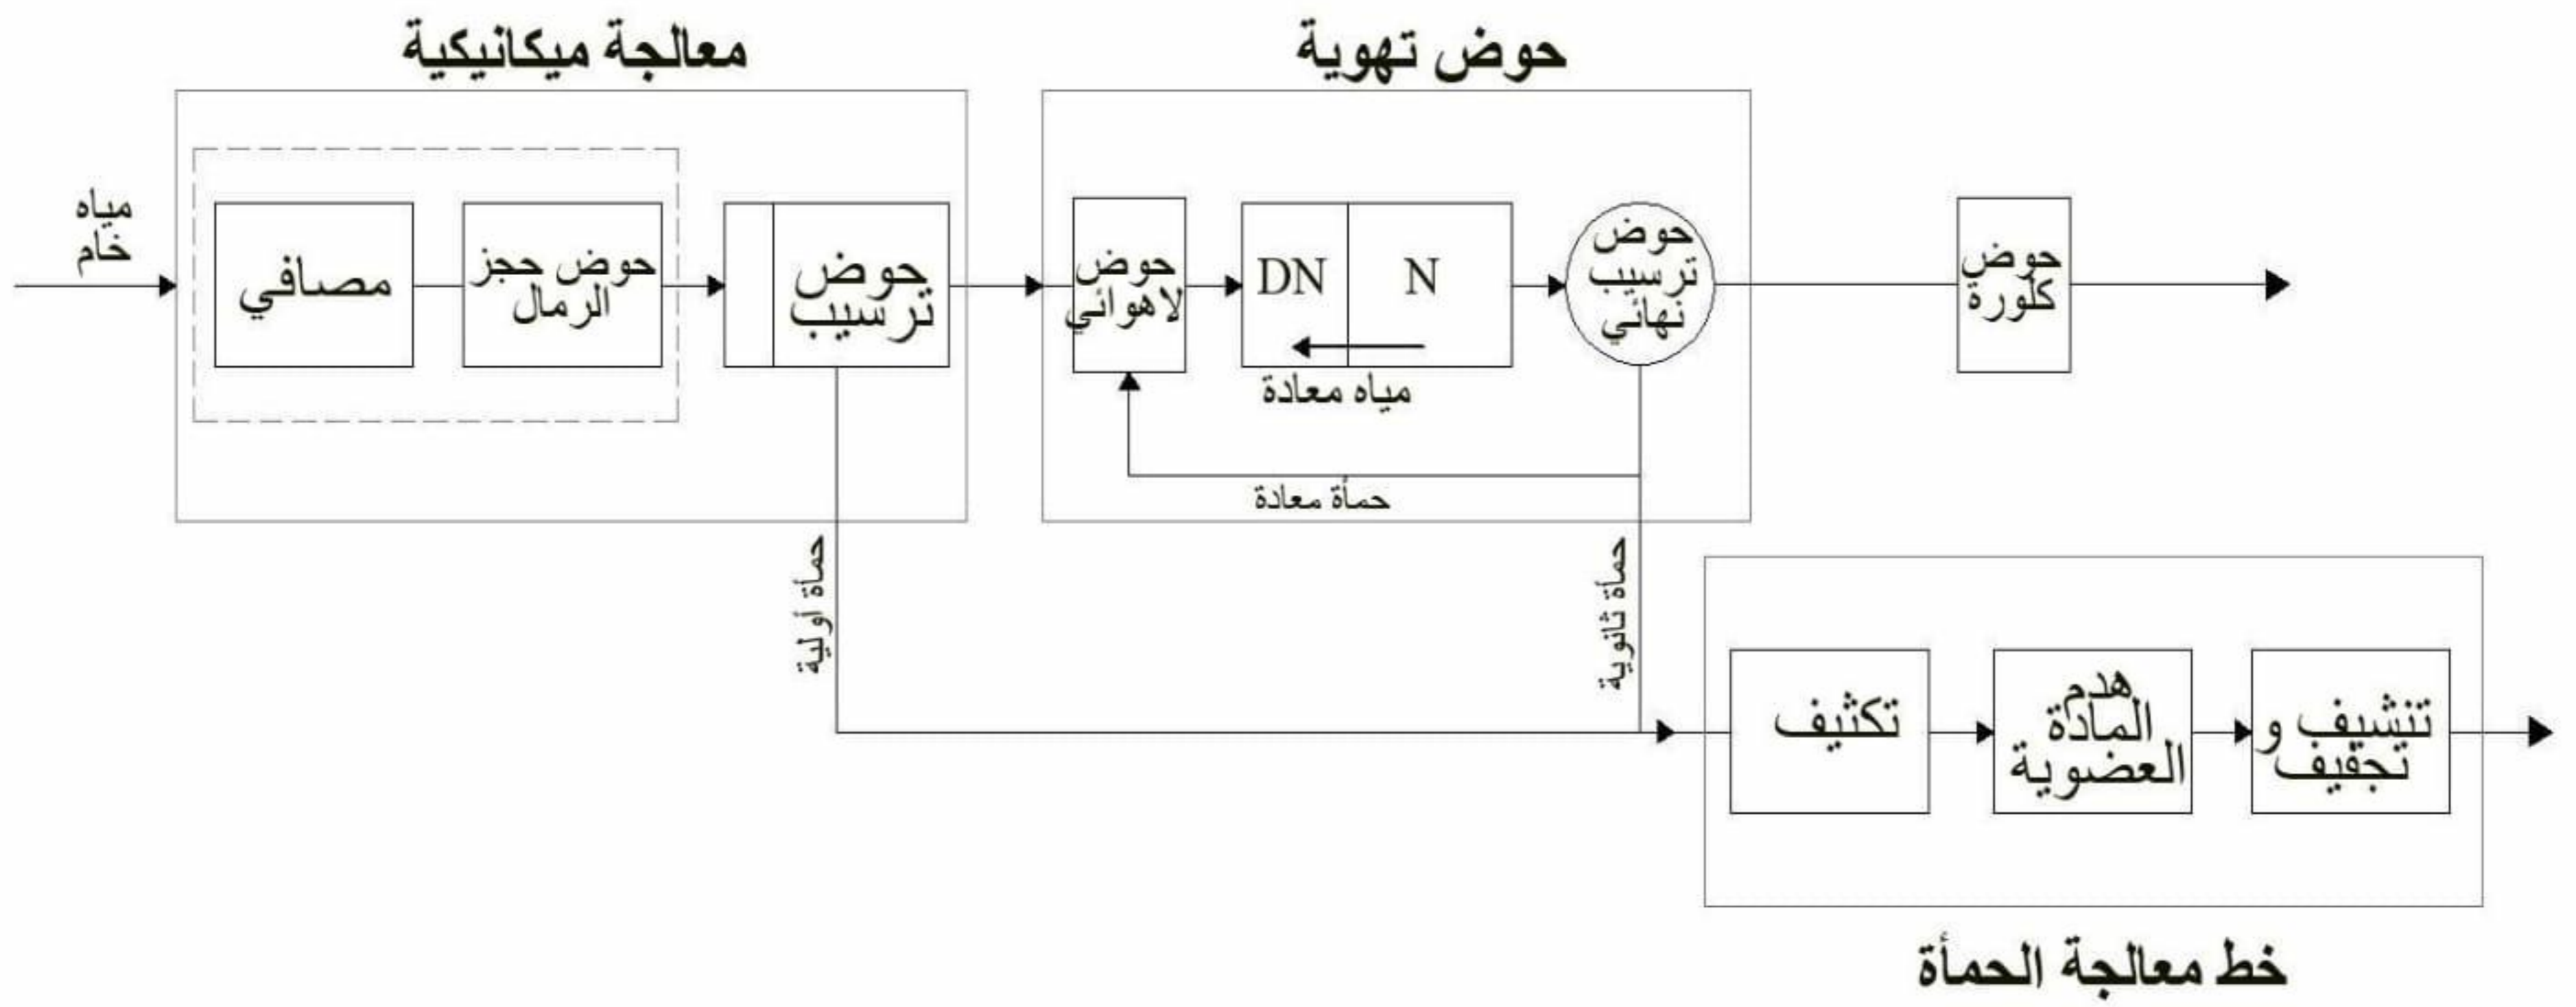 معالجة ميكانيكية
حوض تهوية
مياه
خام
مصافي
حوض حجز
الرمال
حوض
ترسيب
حوض
لاهوائي
DN
N
مياه معادة
حوض
ترسيب
نهائي
حوض
كلورة
حمأة معادة
حمأة أولية
حمأة ثانوية
تكثيف
هدم
المادة
العضوية
تنشيف و
تجفيف
خط معالجة الحمأة